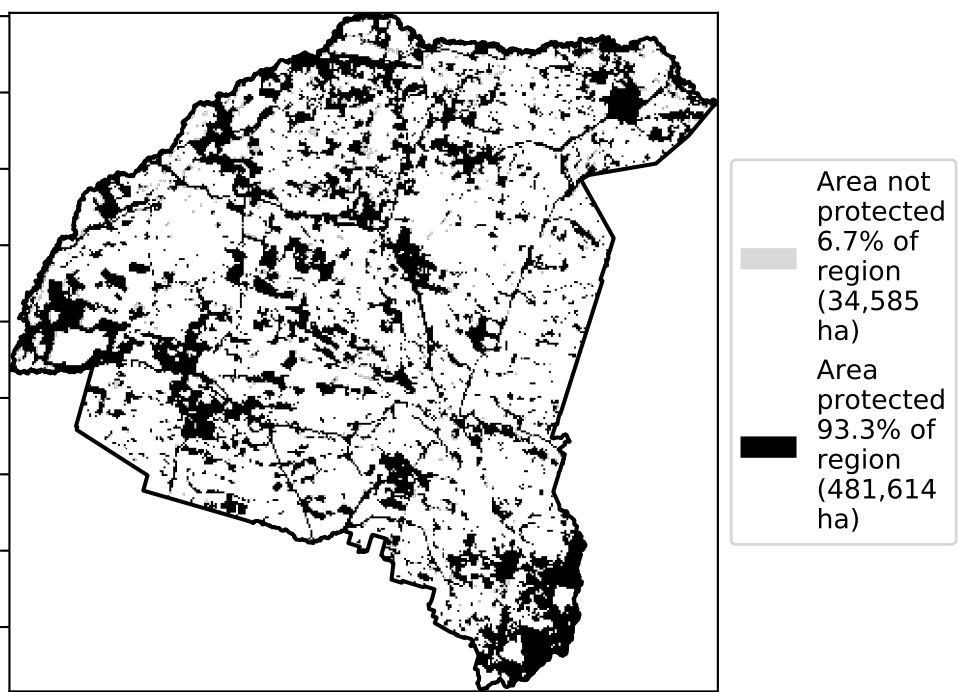 Area not
protected
6.7% of
region
(34,585
ha)
Area
protected
93.3% of
region
(481,614
ha)